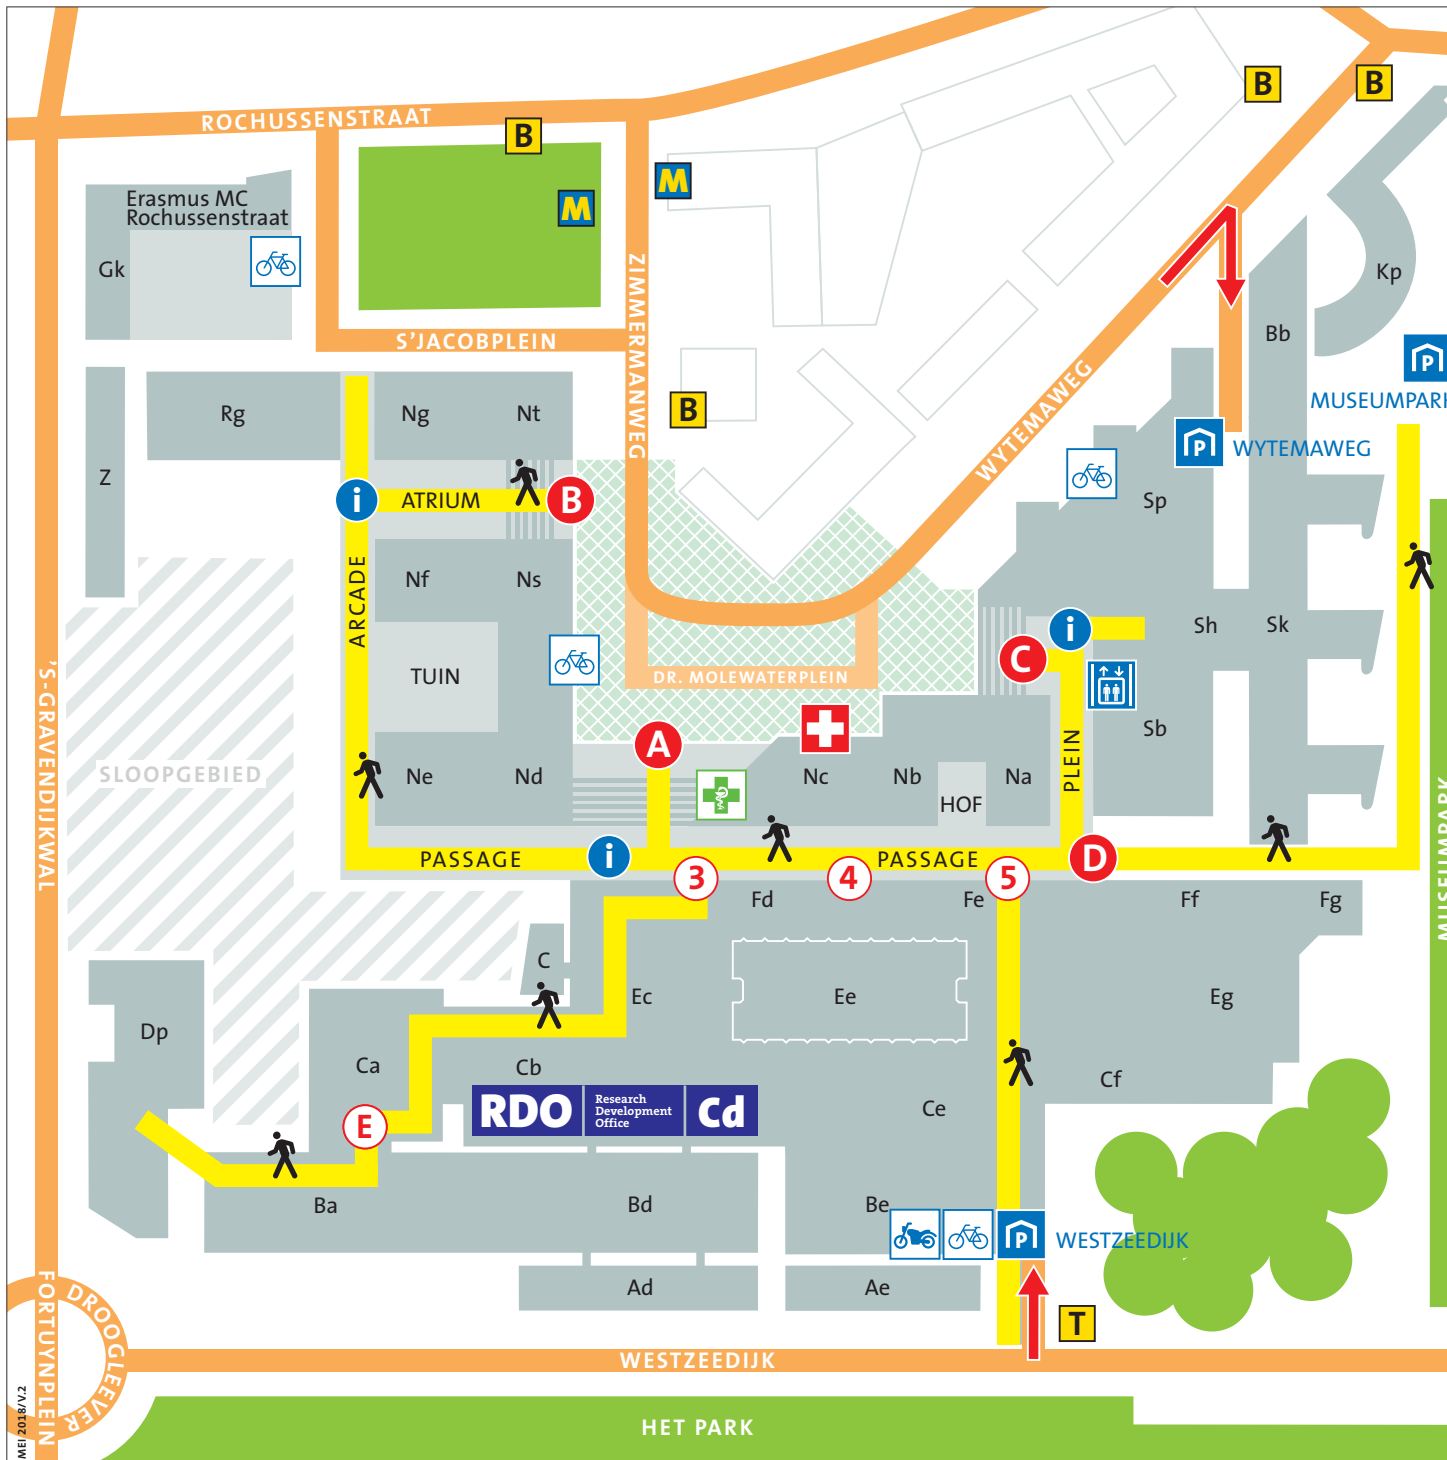 B
B
ROCHUSSENSTRAAT
B
M
M
Erasmus MC
Rochussenstraat
Gk
Kp
ZIMMERMANWEG
S’JACOBPLEIN
Bb
P
MUSEUMPARK
WYTEMAWEG
B
Rg
Ng
Nt
P
WYTEMAWEG
Z
i
ATRIUM
B
Sp
ARCADE
Nf
Ns
i
Sh
Sk
C
TUIN
DR. MOLEWATERPLEIN
'S-GRAVENDIJKWAL
A
Sb
PLEIN
SLOOPGEBIED
Ne
Nd
Nc
Nb
Na
HOF
MUSEUMPARK
PASSAGE
i
PASSAGE
D
3
4
5
Fd
Fe
Ff
Fg
C
Ec
Ee
Eg
Dp
Ca
Cb
Cf
RDO
Research
Development
Office
Cd
Ce
E
Ba
Bd
Be
P
WESTZEEDIJK
Ad
Ae
T
DROOGLEEVER
FORTUYNPLEIN
WESTZEEDIJK
MEI 2018/V.2
HET PARK